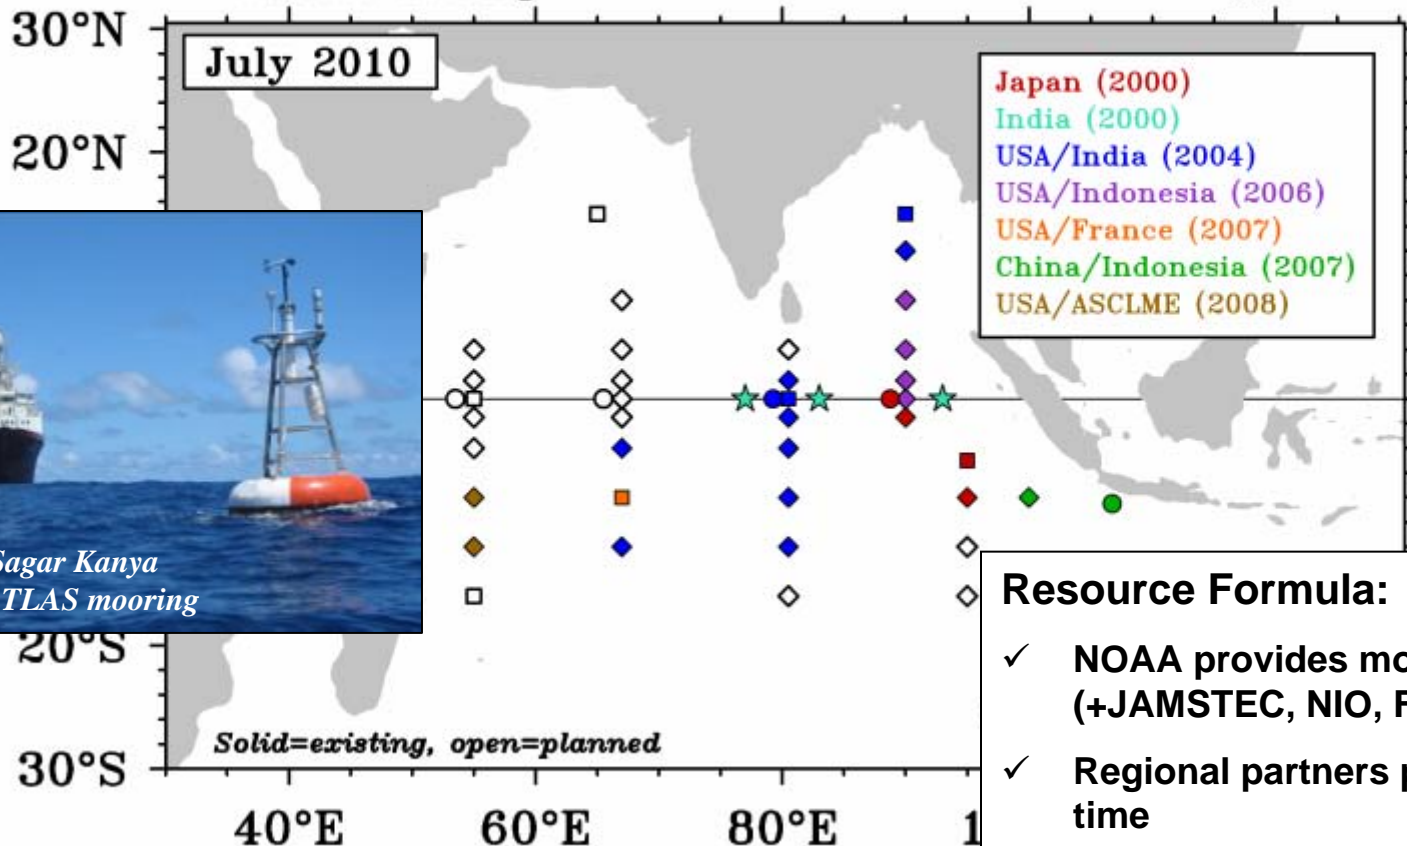 30°N
July 2010
20°N
Japan (2000)
India (2000)
USA/India (2004)
USA/Indonesia (2006)
USA/France (2007)
China/Indonesia (2007)
USA/ASCLME (2008)
Sagar Kanya
TLAS mooring
20°S
Solid=existing, open=planned
30°S
40°E
60°E
80°E
1
Resource Formula:
✓ NOAA provides mo
(+JAMSTEC, NIO, F
✓ Regional partners p
time